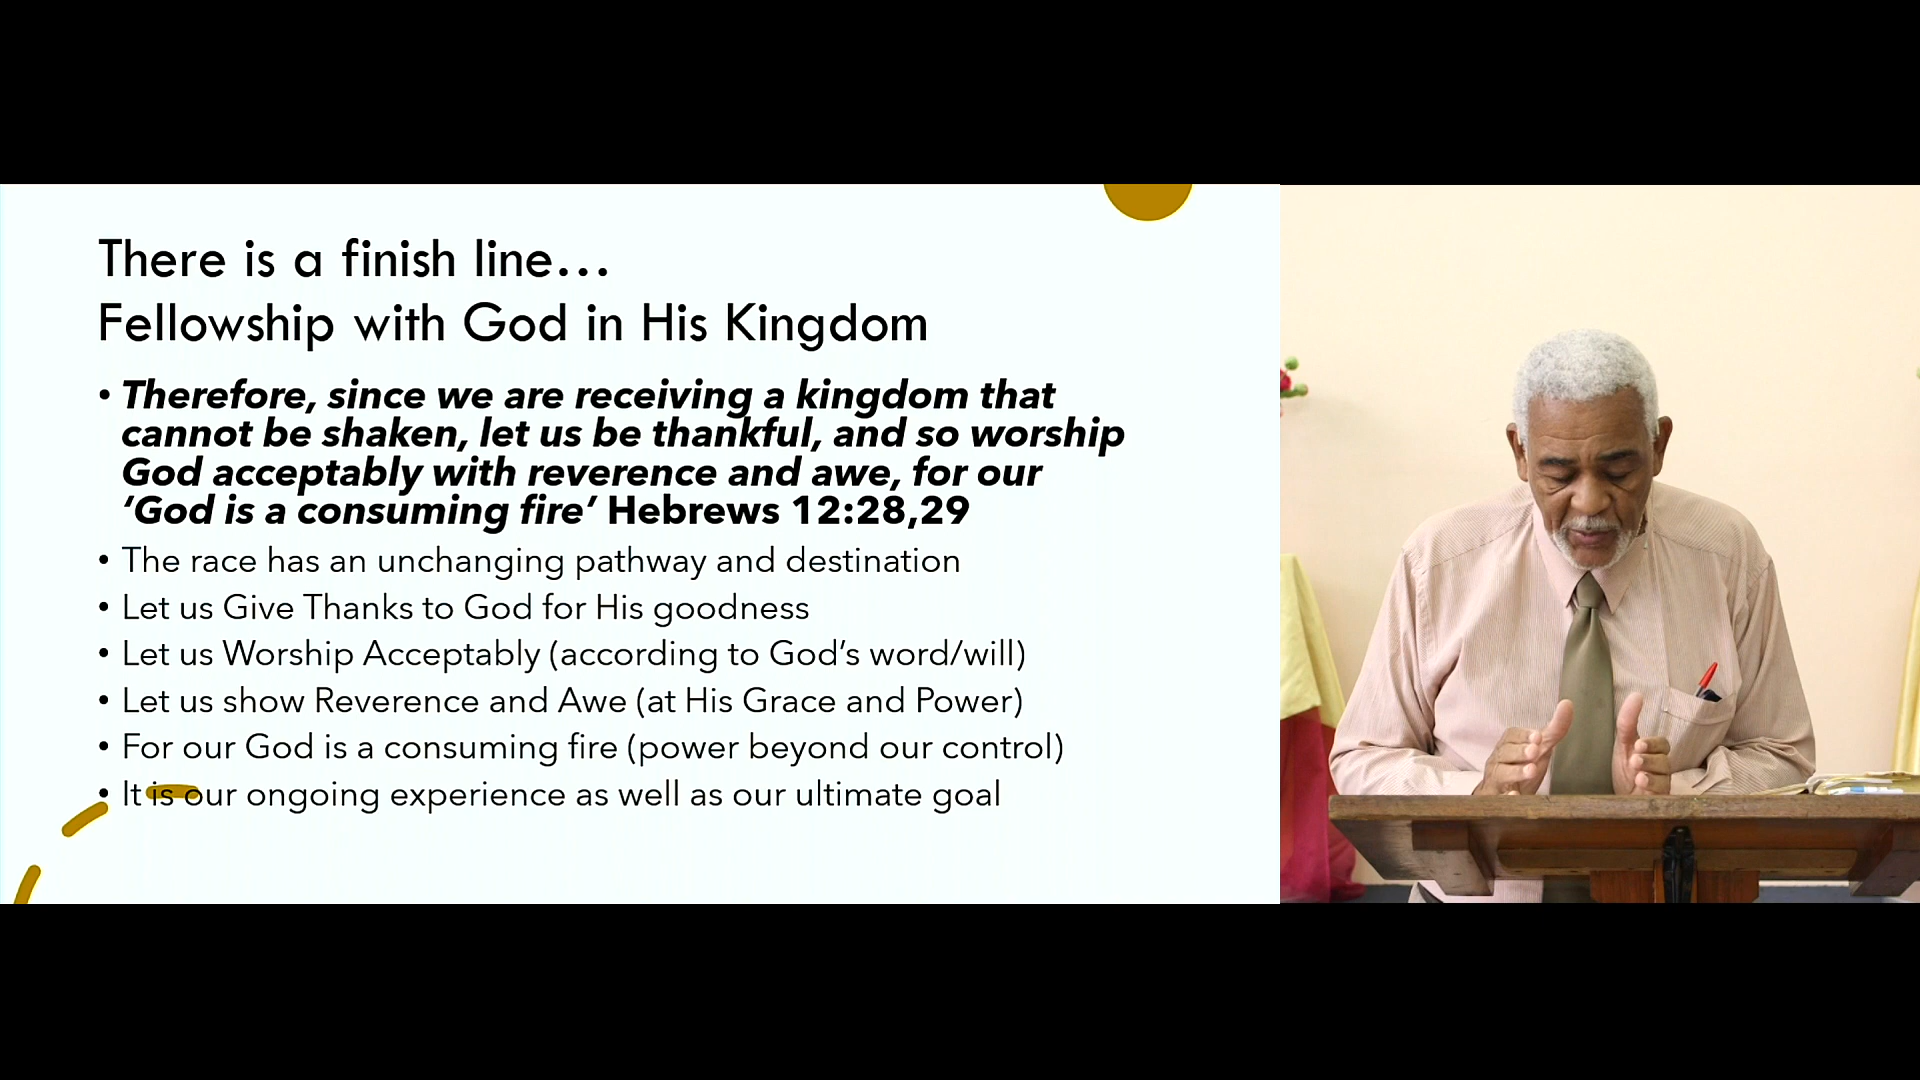 There is a finish line…
Fellowship with God in His Kingdom
• Therefore, since we are receiving a kingdom that
cannot be shaken, let us be thankful, and so worship
God acceptably with reverence and awe, for our
‘God is a consuming fire’ Hebrews 12:28,29
• The race has an unchanging pathway and destination
• Let us Give Thanks to God for His goodness
• Let us Worship Acceptably (according to God’s word/will)
• Let us show Reverence and Awe (at His Grace and Power)
• For our God is a consuming fire (power beyond our control)
• It is our ongoing experience as well as our ultimate goal